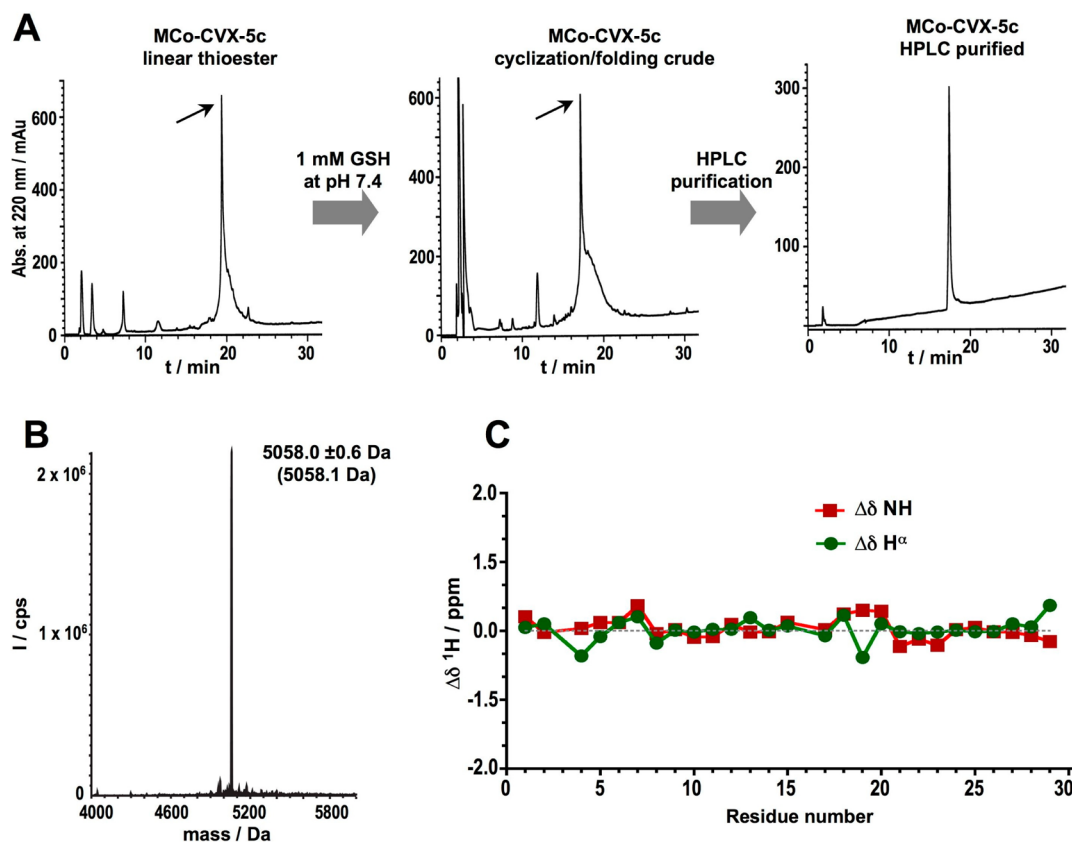 A
MCo-CVX-5c
linear thioester
MCo-CVX-5c
cyclization/folding crude
MCo-CVX-5c
HPLC purified
Abs. at 220 nm / mAu
600
400
200
0
0 10 20 30
t / min
1 mM GSH
at pH 7.4
600
400
200
0
0 10 20 30
t / min
HPLC
purification
300
200
100
0 10 20 30
t / min
B
5058.0 ±0.6 Da
(5058.1 Da)
I / cps
2 x 10⁶
1 x 10⁶
0
4000 4600 5200 5800
mass / Da
C
Δδ NH
Δδ Hᵅ
Δδ ¹H / ppm
2.0
1.5
0.0
-1.5
-2.0
0 5 10 15 20 25 30
Residue number